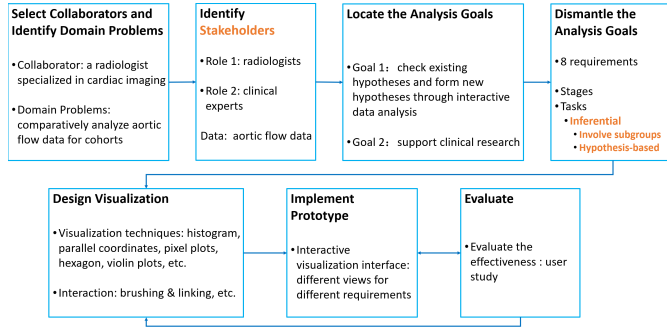 Select Collaborators and
Identify Domain Problems
• Collaborator: a radiologist
specialized in cardiac imaging
• Domain Problems:
comparatively analyze aortic
flow data for cohorts
Identify
Stakeholders
• Role 1: radiologists
• Role 2: clinical
experts
Data: aortic flow data
Locate the Analysis Goals
• Goal 1： check existing
hypotheses and form new
hypotheses through interactive
data analysis
• Goal 2： support clinical research
Dismantle the
Analysis Goals
• 8 requirements
• Stages
• Tasks
• Inferential
• Involve subgroups
• Hypothesis-based
Design Visualization
• Visualization techniques: histogram,
parallel coordinates, pixel plots,
hexagon, violin plots, etc.
• Interaction: brushing & linking, etc.
Implement
Prototype
• Interactive
visualization interface:
different views for
different requirements
Evaluate
• Evaluate the
effectiveness : user
study